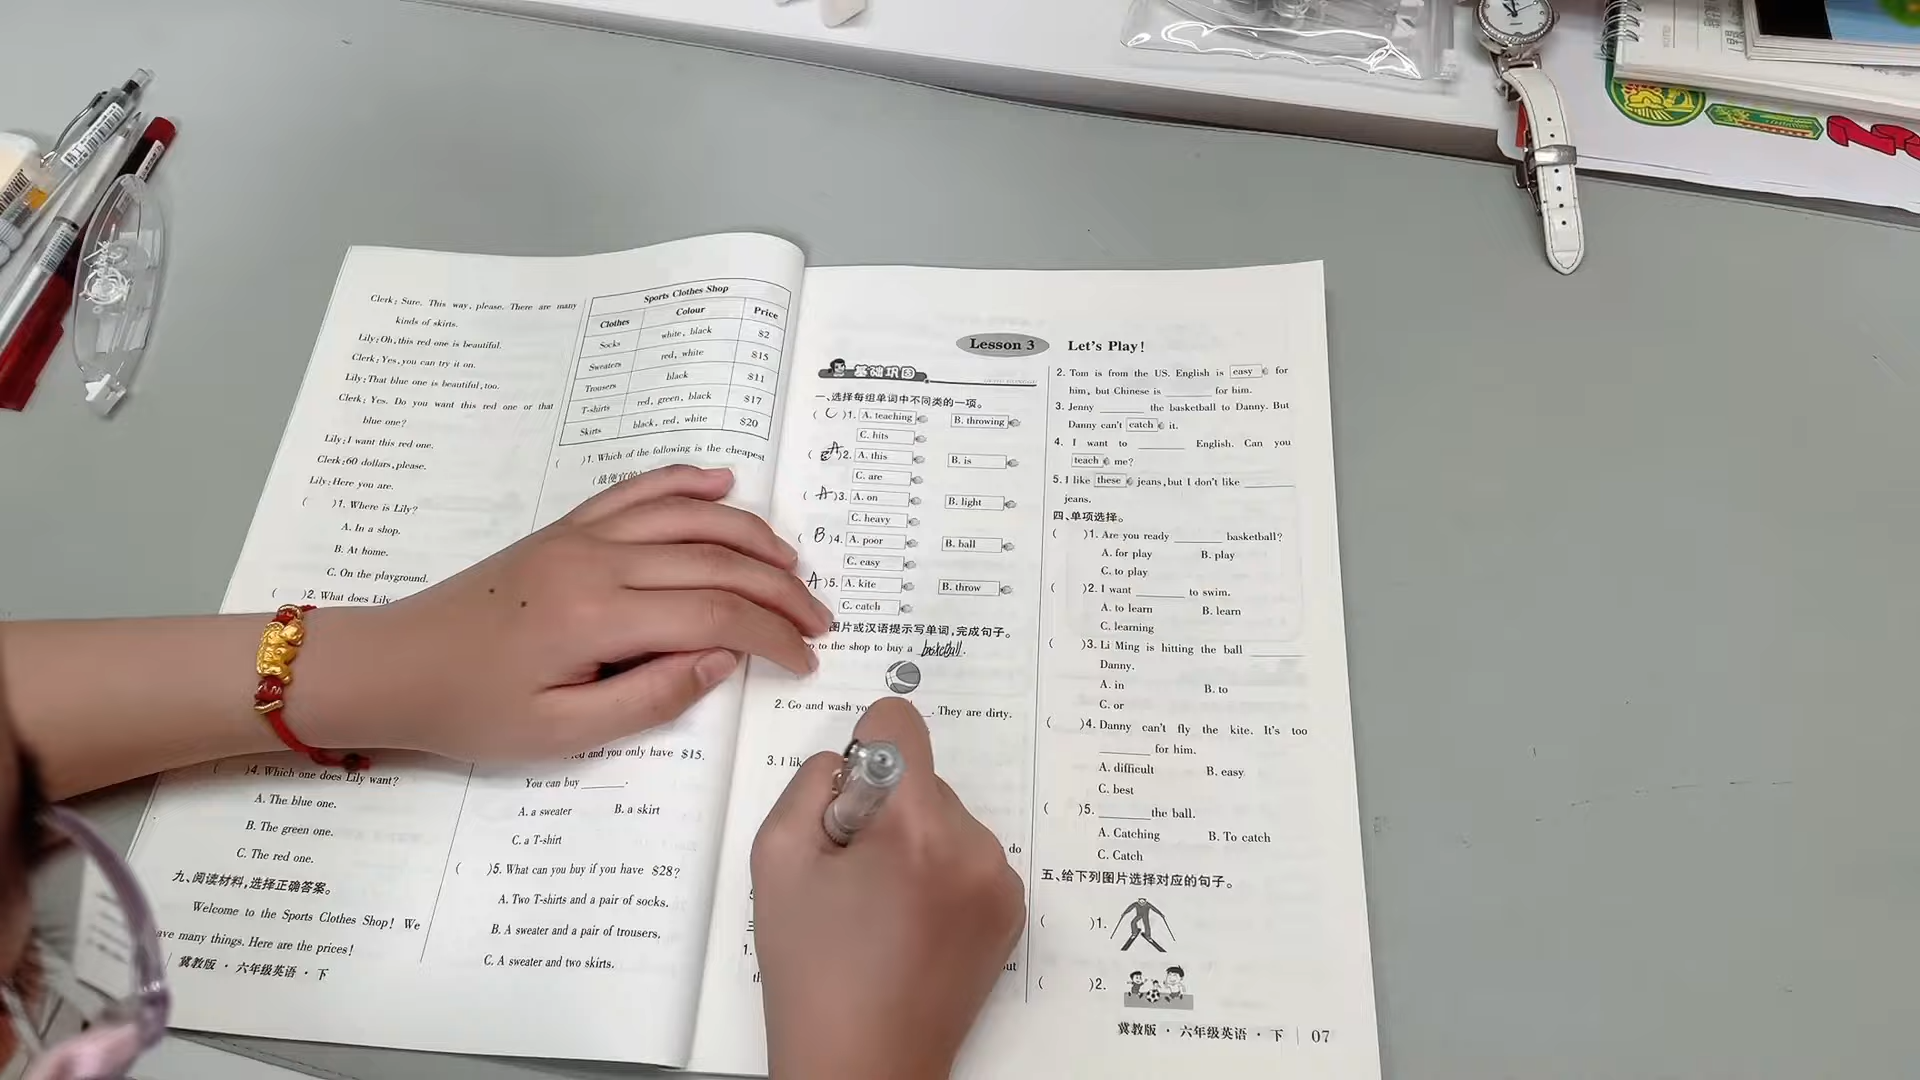 Clerk: Sure. This way, please. There are many
kinds of skirts.
Lily: Oh, this red one is beautiful.
Clerk: Yes, you can try it on.
Lily: That blue one is beautiful, too.
Clerk: Yes. Do you want this red one or that
blue one?
Lily: I want this red one.
Clerk: 60 dollars, please.
Lily: Here you are.
( )1. Where is Lily?
A. In a shop.
B. At home.
C. On the playground.
( )2. What does Lily
( )4. Which one does Lily want?
A. The blue one.
B. The green one.
C. The red one.
九、阅读材料,选择正确答案。
Welcome to the Sports Clothes Shop! We
ave many things. Here are the prices!
冀教版 · 六年级英语 · 下
Sports Clothes Shop
Clothes Colour Price
Socks white, black $2
Sweaters red, white $15
Trousers black $11
T-shirts red, green, black $17
Skirts black, red, white $20
( )1. Which of the following is the cheapest
(最便宜的
and you only have $15.
You can buy ______.
A. a sweater B. a skirt
C. a T-shirt
( )5. What can you buy if you have $28?
A. Two T-shirts and a pair of socks.
B. A sweater and a pair of trousers.
C. A sweater and two skirts.
Lesson 3 Let's Play!
基础巩固
一、选择每组单词中不同类的一项。
( C )1. A. teaching B. throwing
C. hits
( A )2. A. this B. is
C. are
( A )3. A. on B. light
C. heavy
( B )4. A. poor B. ball
C. easy
A )5. A. kite B. throw
C. catch
图片或汉语提示写单词,完成句子。
to the shop to buy a basketball.
2. Go and wash yo __. They are dirty.
3. I lik
do
1.
out
th
2. Tom is from the US. English is easy for
him, but Chinese is ______ for him.
3. Jenny ______ the basketball to Danny. But
Danny can't catch it.
4. I want to ______ English. Can you
teach me?
5. I like these jeans, but I don't like ______
jeans.
四、单项选择。
( )1. Are you ready ______ basketball?
A. for play B. play
C. to play
( )2. I want ______ to swim.
A. to learn B. learn
C. learning
( )3. Li Ming is hitting the ball ______
Danny.
A. in B. to
C. or
( )4. Danny can't fly the kite. It's too
______ for him.
A. difficult B. easy
C. best
( )5. ______ the ball.
A. Catching B. To catch
C. Catch
五、给下列图片选择对应的句子。
( )1.
( )2.
冀教版 · 六年级英语 · 下 | 07